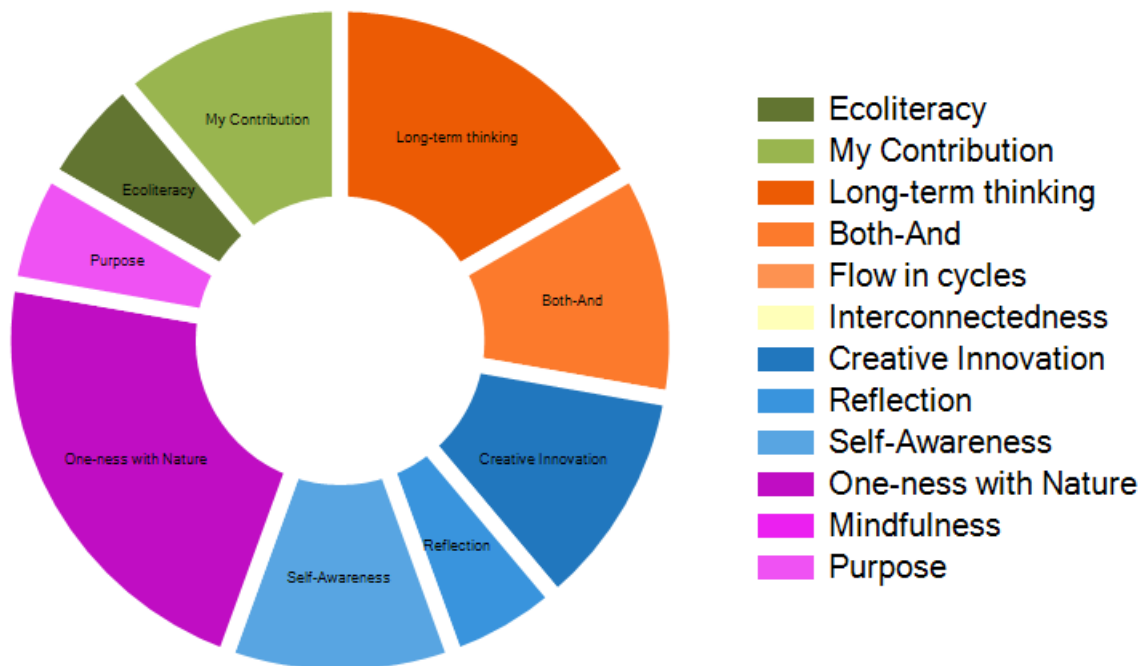 My Contribution
Long-term thinking
Ecoliteracy
Purpose
Both-And
One-ness with Nature
Creative Innovation
Reflection
Self-Awareness
Ecoliteracy
My Contribution
Long-term thinking
Both-And
Flow in cycles
Interconnectedness
Creative Innovation
Reflection
Self-Awareness
One-ness with Nature
Mindfulness
Purpose